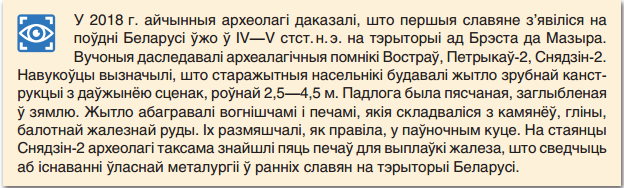 У 2018 г. айчынныя археолагі даказалі, што першыя славяне з’явіліся на
поўдні Беларусі ўжо ў IV—V стст. н. э. на тэрыторыі ад Брэста да Мазыра.
Вучоныя даследавалі археалагічныя помнікі Востраў, Петрыкаў-2, Снядзін-2.
Навукоўцы вызначылі, што старажытныя насельнікі будавалі жытло зрубнай канст-
рукцыі з даўжынёю сценак, роўнай 2,5—4,5 м. Падлога была пясчаная, заглыбленая
ў зямлю. Жытло абагравалі вогнішчамі і печамі, якія складваліся з камянёў, гліны,
балотнай жалезнай руды. Іх размяшчалі, як правіла, у паўночным куце. На стаянцы
Снядзін-2 археолагі таксама знайшлі пяць печаў для выплаўкі жалеза, што сведчыць
аб існаванні ўласнай металургіі ў ранніх славян на тэрыторыі Беларусі.